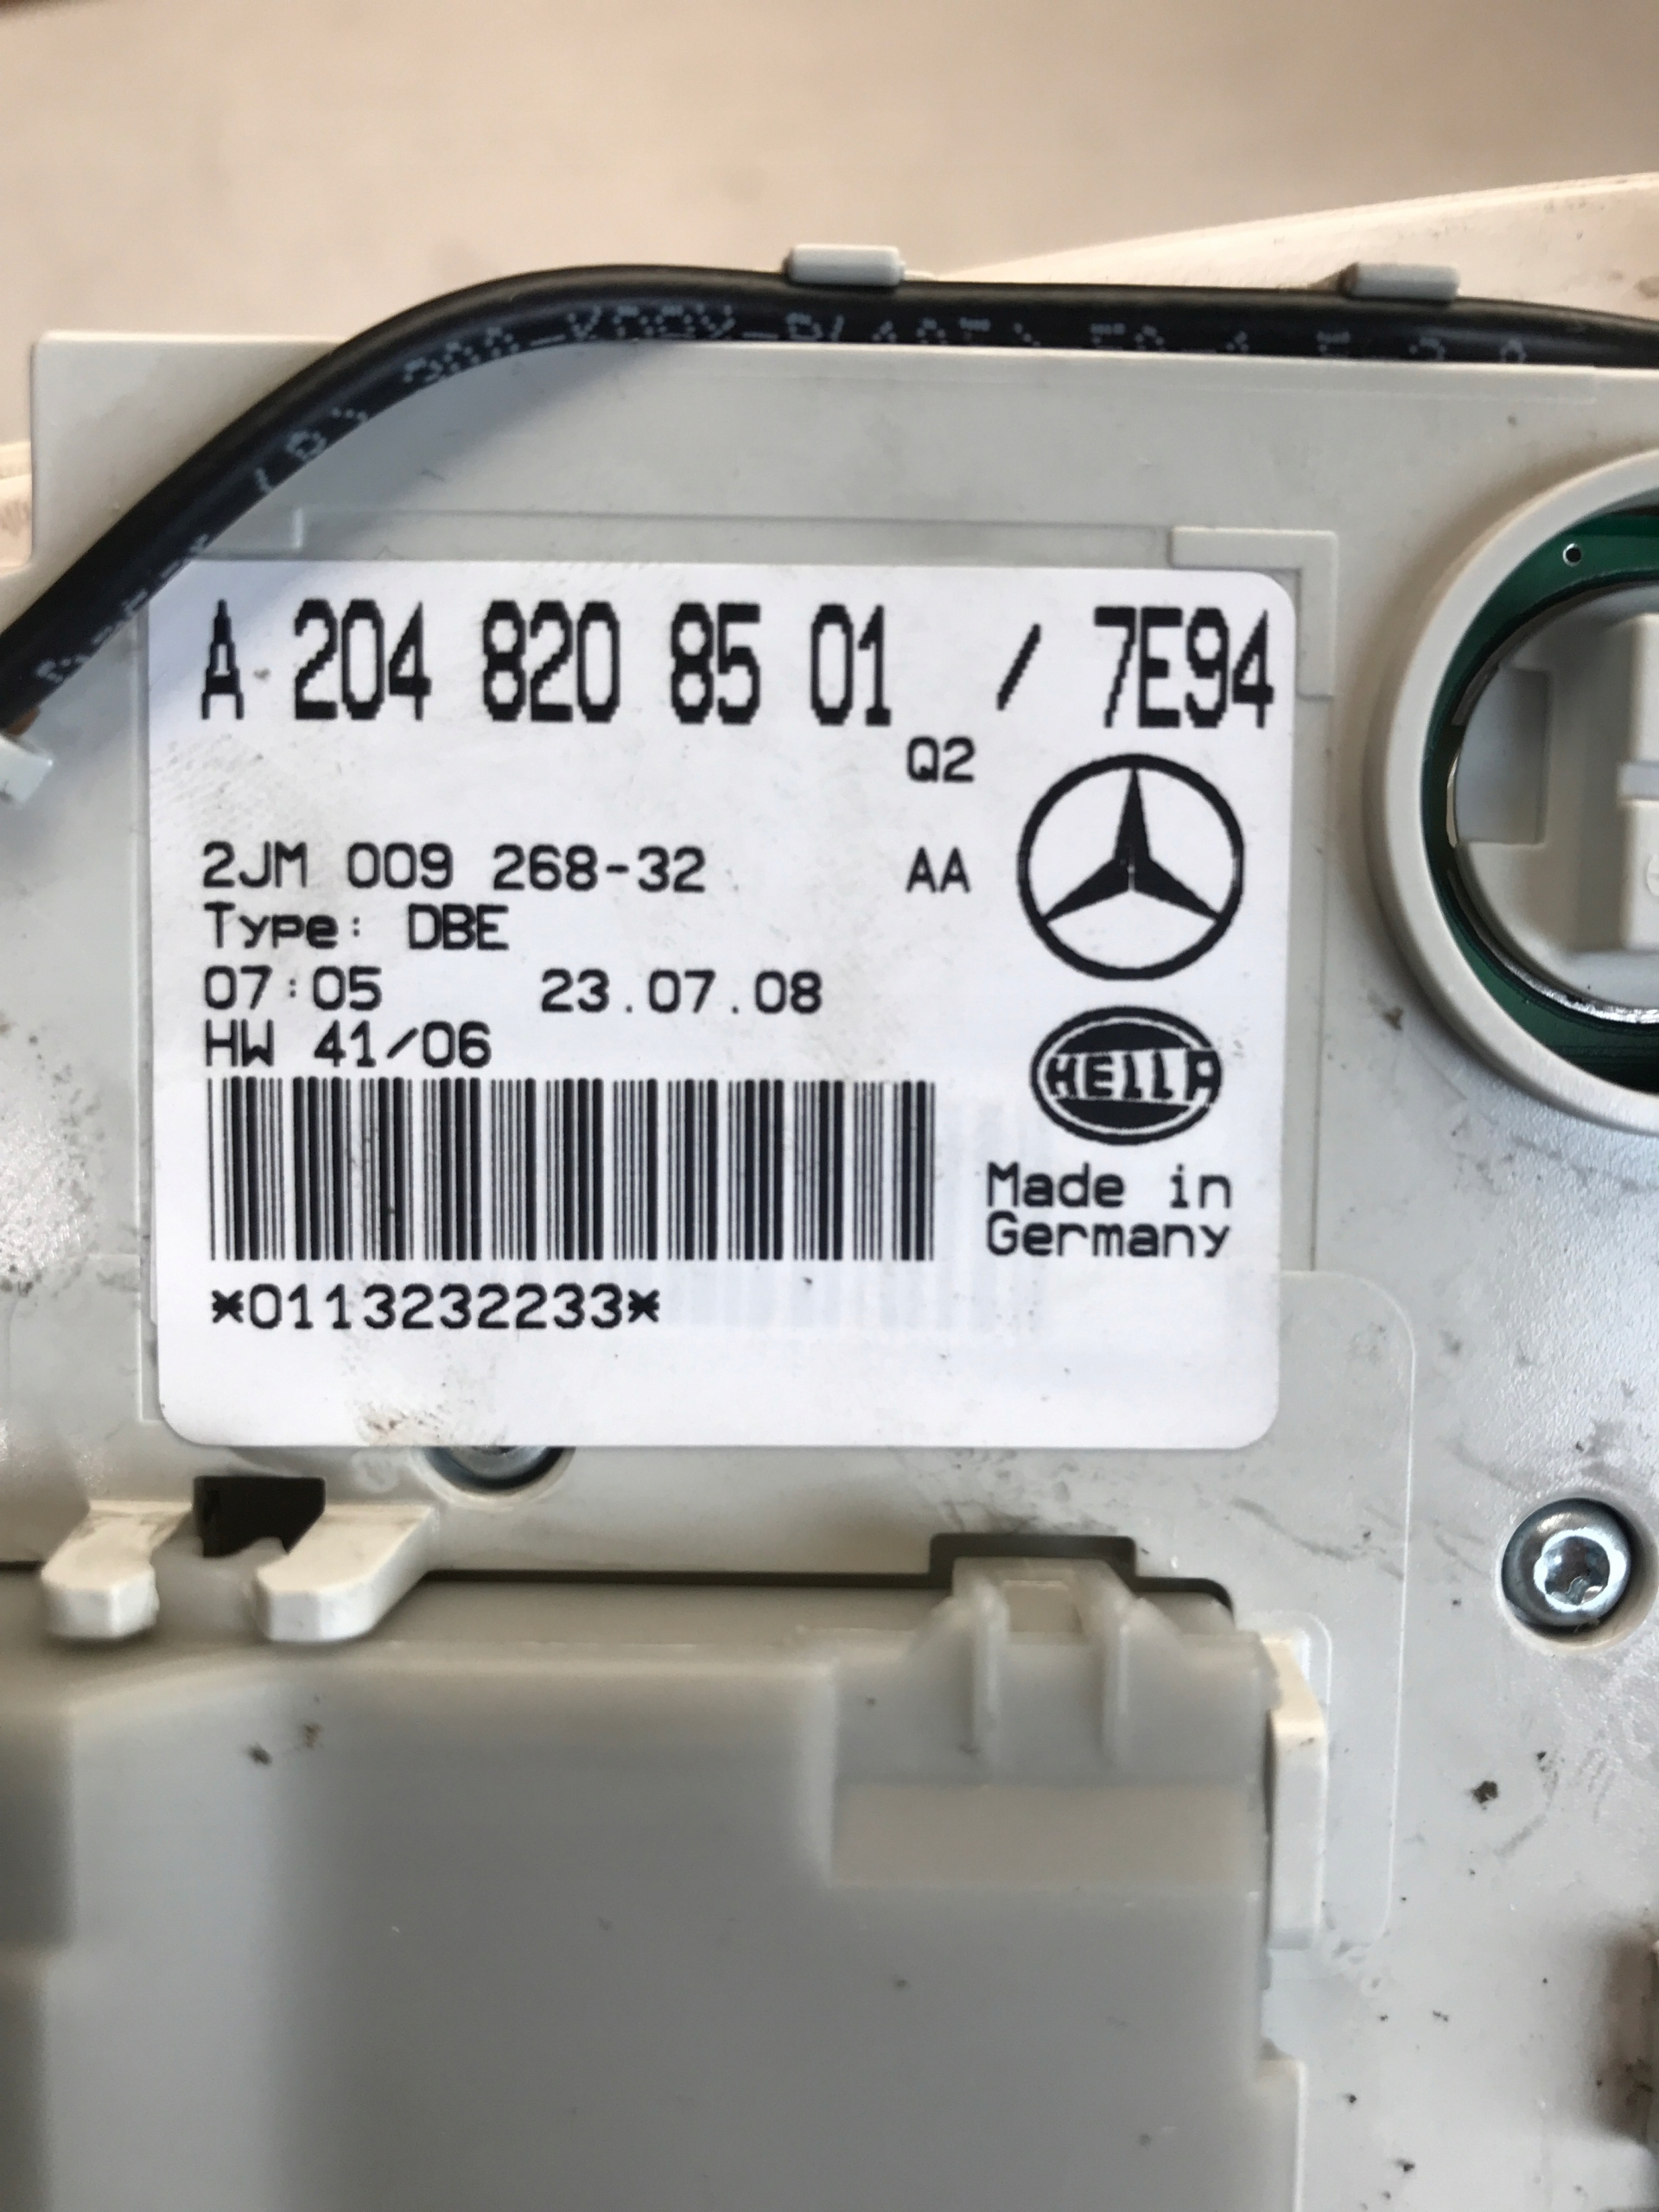 A 204 820 85 01 / 7E94
Q2
2JM 009 268-32 AA
Type: DBE
07:05 23.07.08
HW 41/06
HELLA
Made in
Germany
*0113232233*